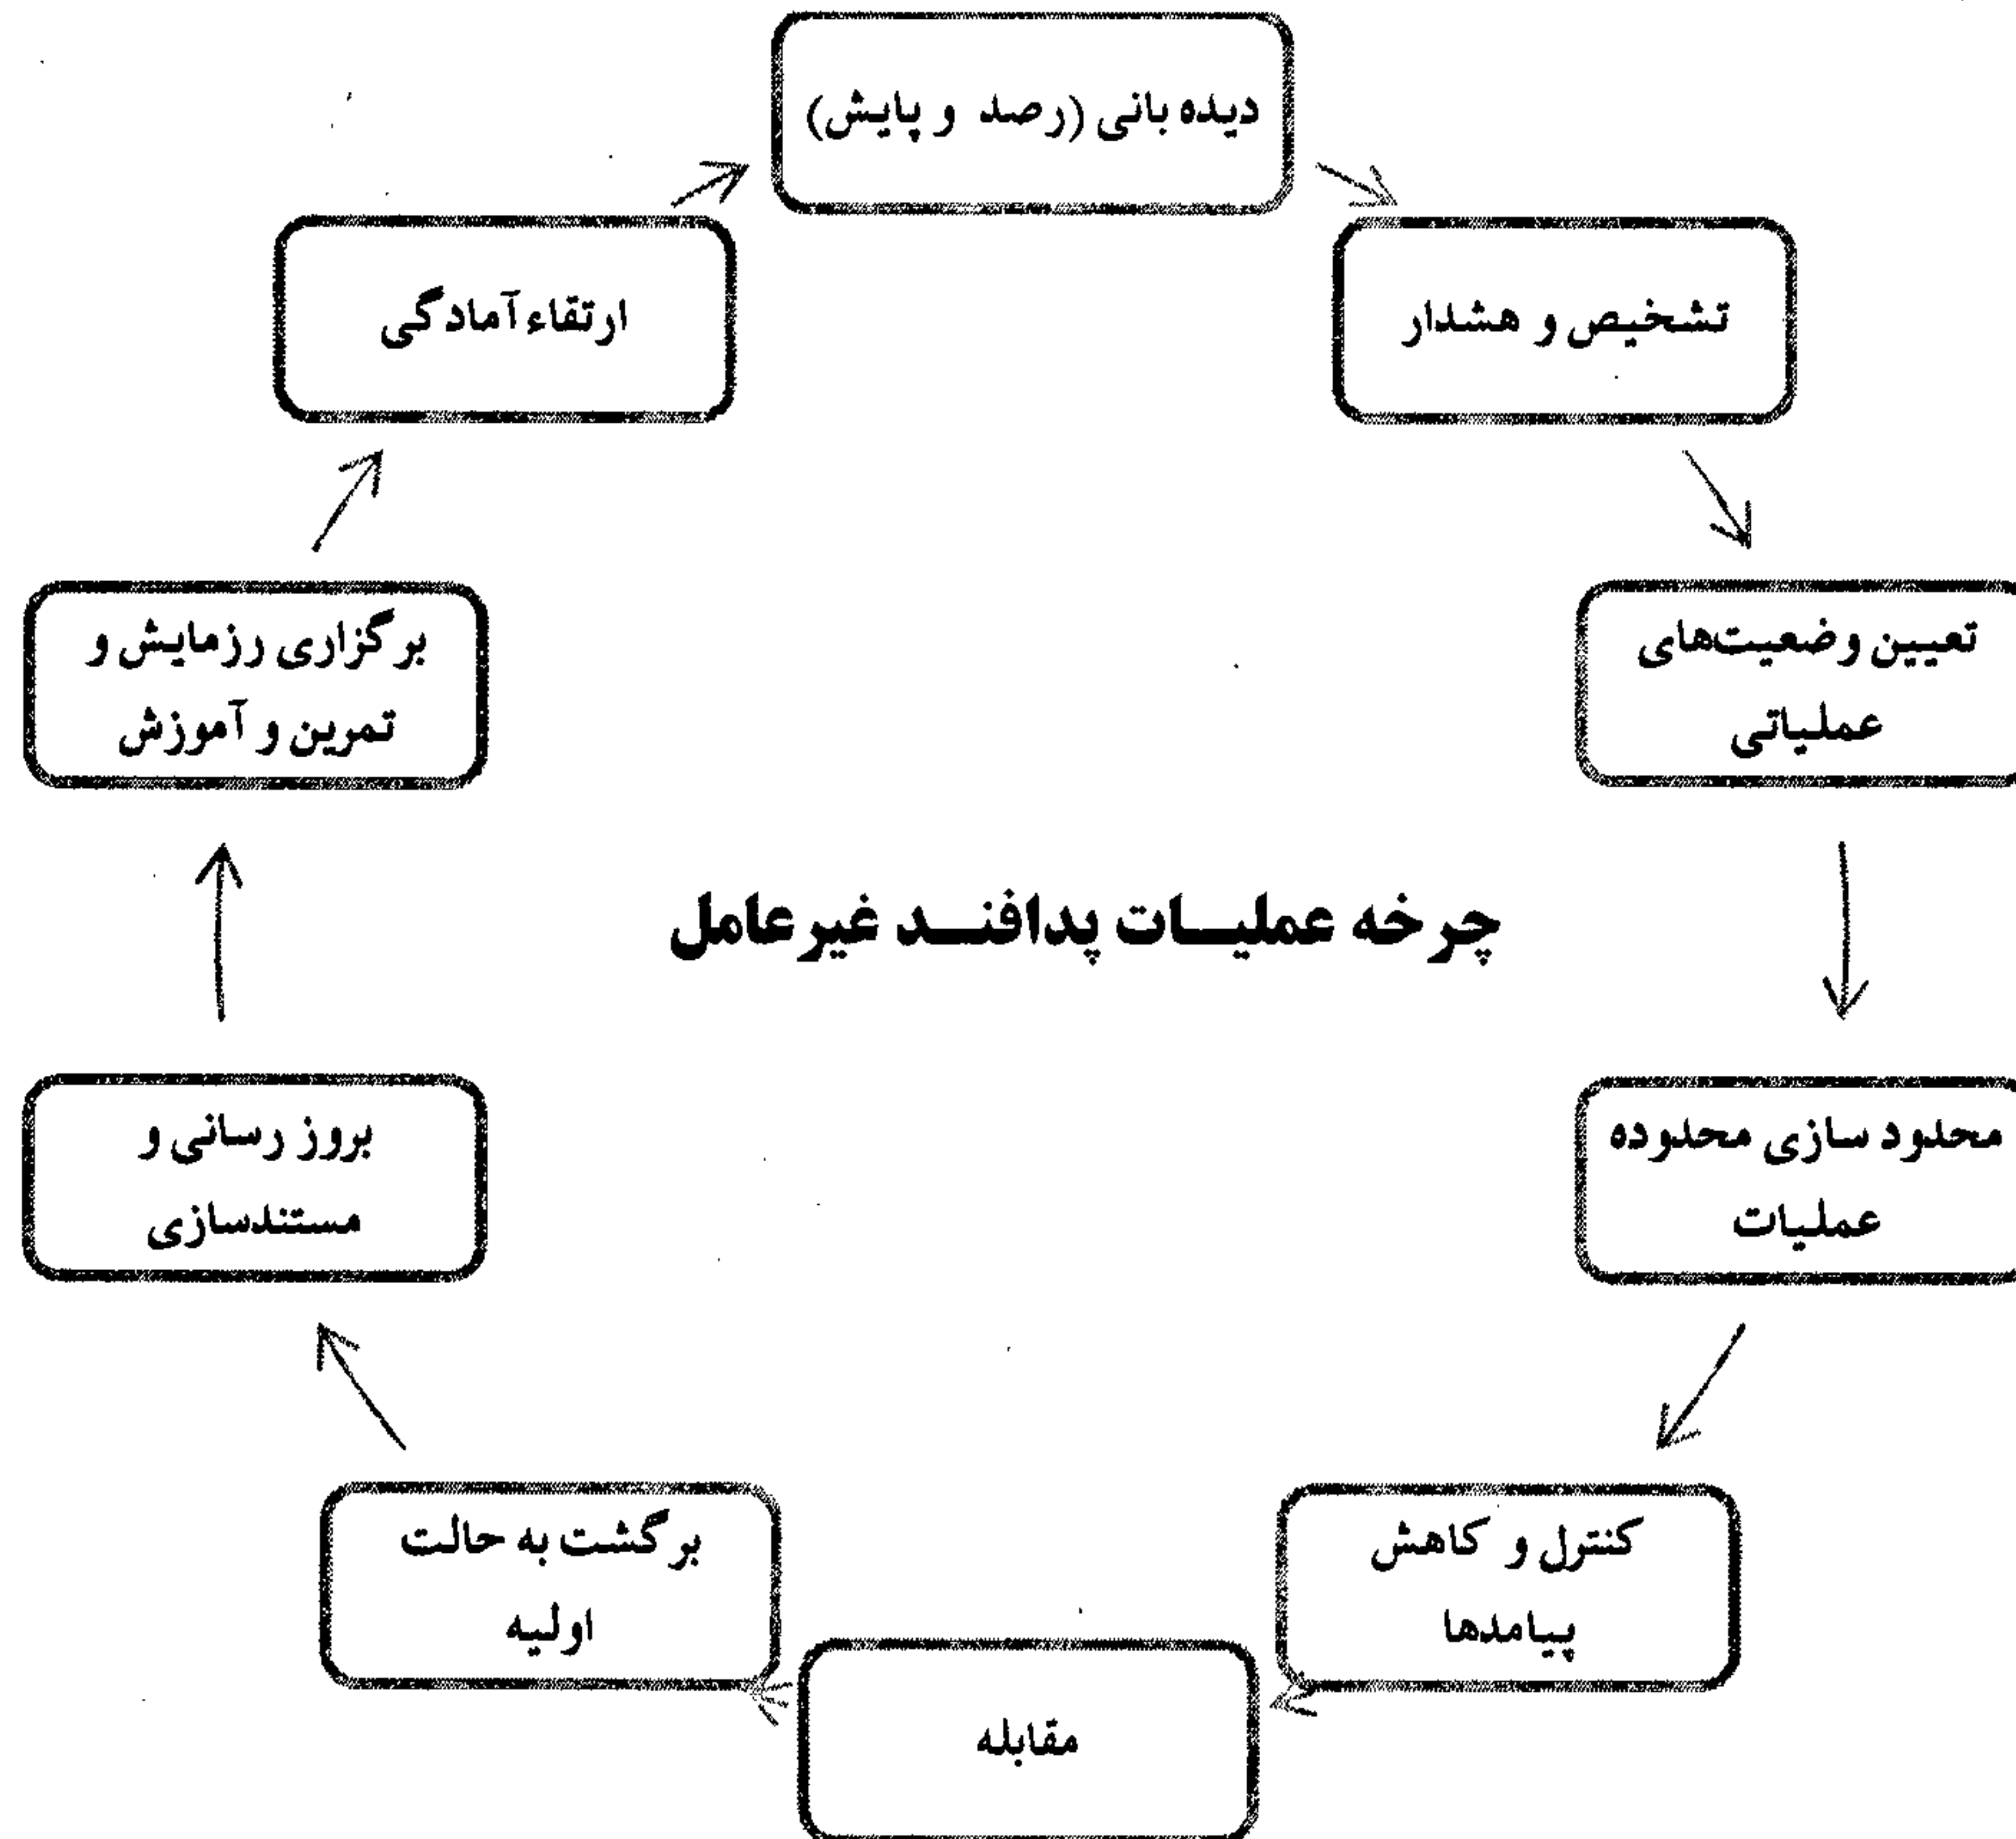 دیده بانی (رصد و پایش)
تشخیص و هشدار
تعیین وضعیت‌های
عملیاتی
محدود سازی محدوده
عملیات
کنترل و کاهش
پیامدها
مقابله
برگشت به حالت
اولیه
بروز رسانی و
مستندسازی
برگزاری رزمایش و
تمرین و آموزش
ارتقاء آمادگی
چرخه عملیـات پدافنـد غیرعامل